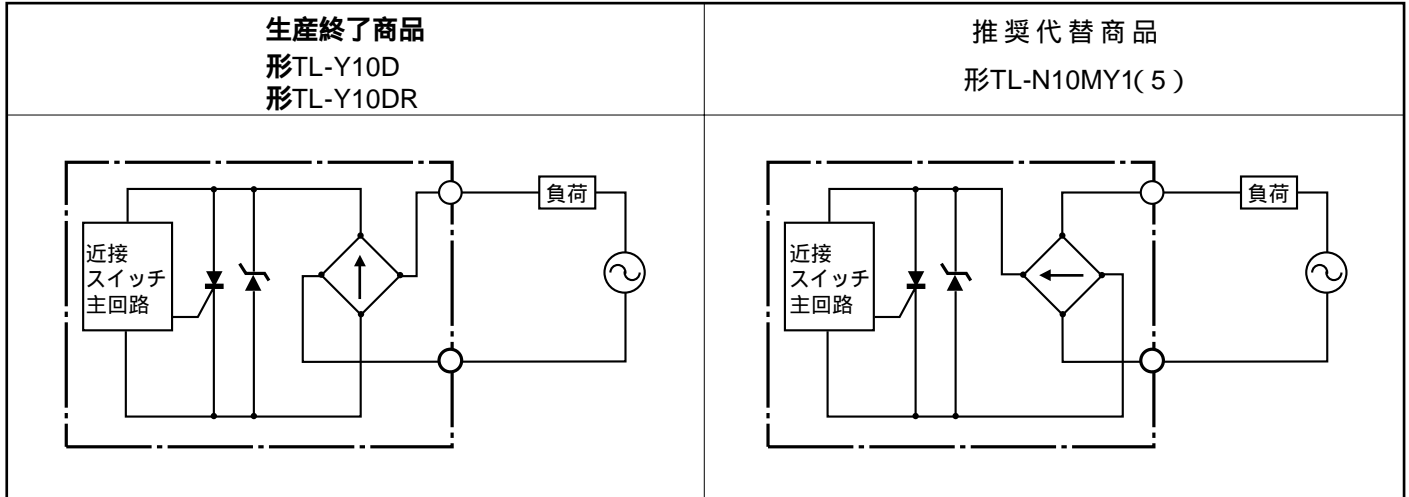 生産終了商品
形TL-Y10D
形TL-Y10DR
推奨代替商品
形TL-N10MY1(5)
近接
スイッチ
主回路
負荷
近接
スイッチ
主回路
負荷